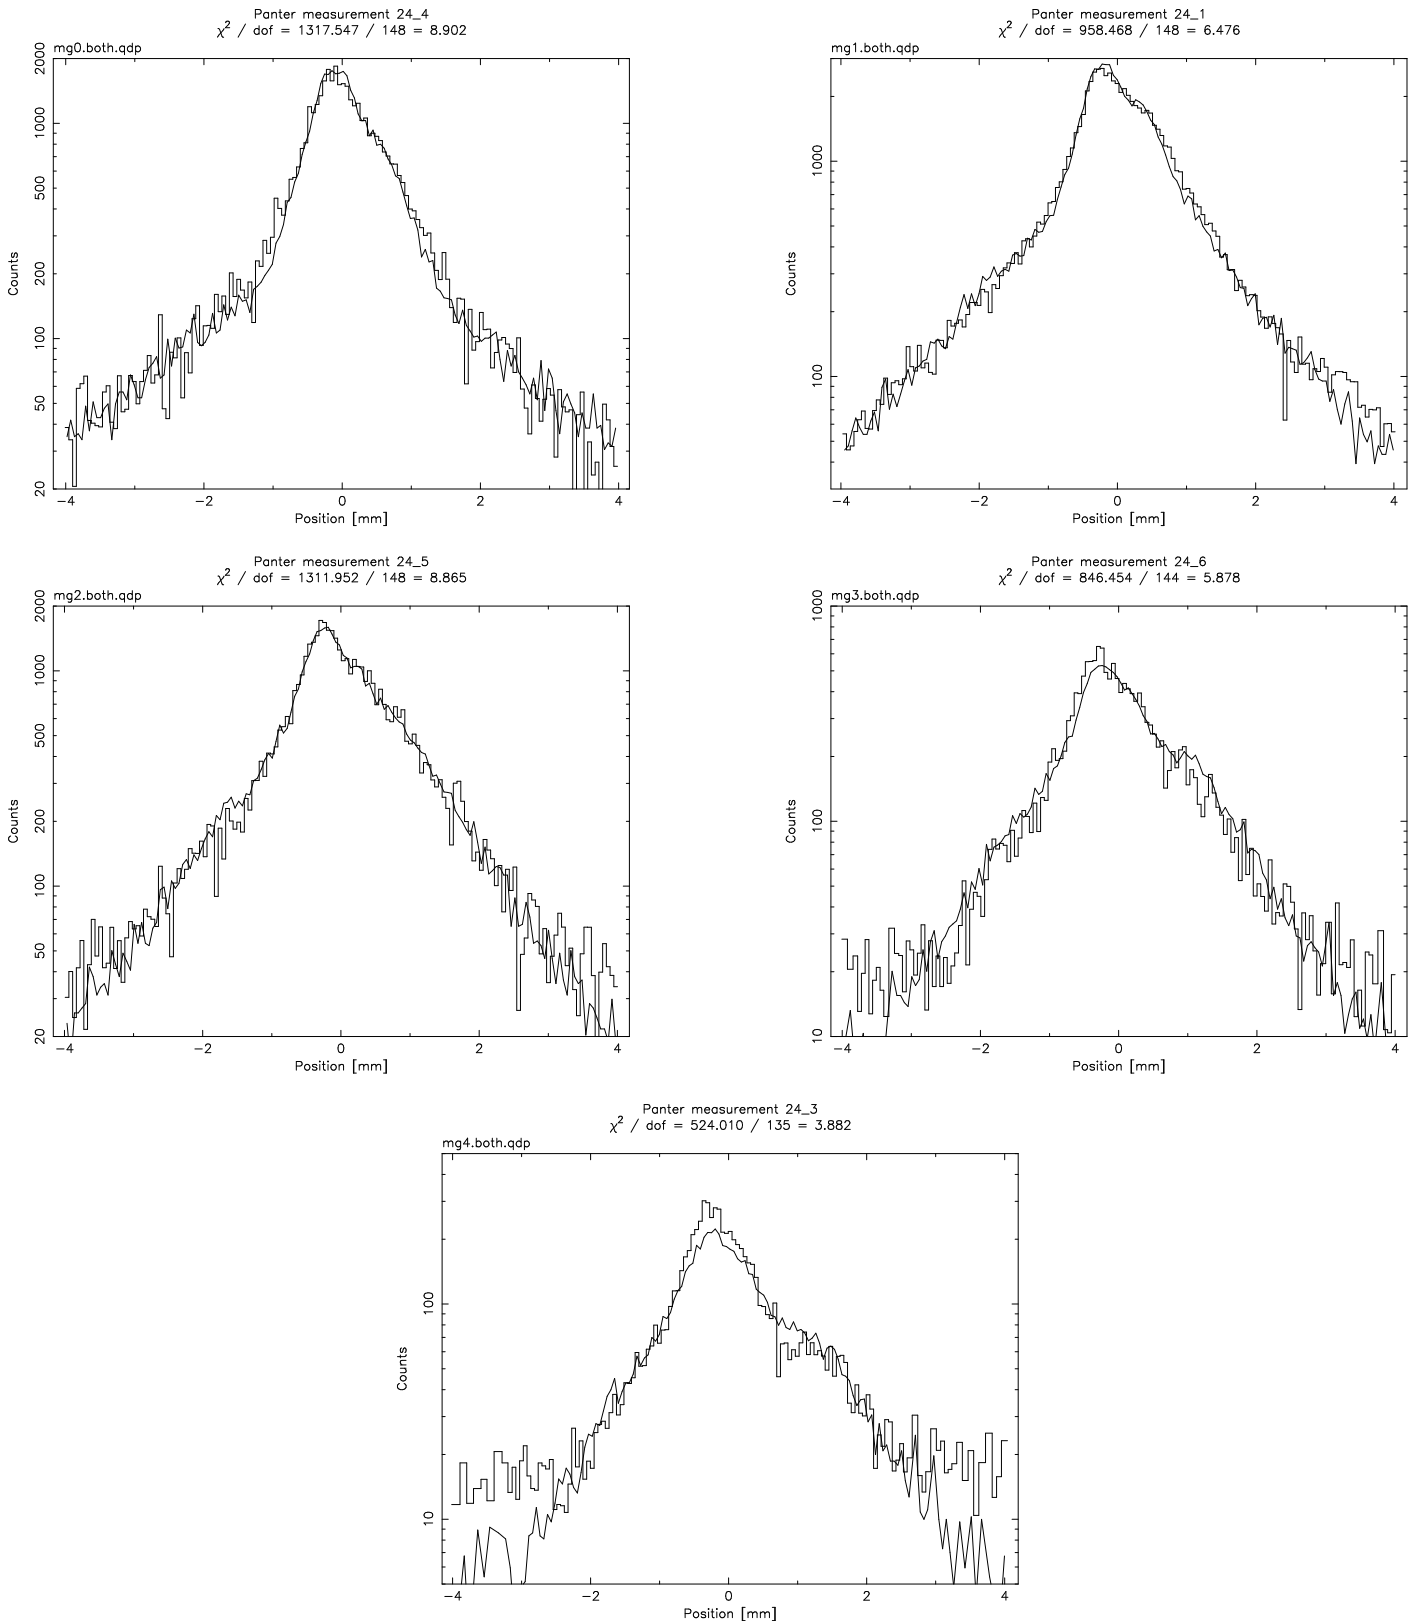 Panter measurement 24_4
χ² / dof = 1317.547 / 148 = 8.902
mg0.both.qdp
2000
1000
500
200
100
50
20
Counts
−4 −2 0 2 4
Position [mm]
Panter measurement 24_1
χ² / dof = 958.468 / 148 = 6.476
mg1.both.qdp
1000
100
Counts
−4 −2 0 2 4
Position [mm]
Panter measurement 24_5
χ² / dof = 1311.952 / 148 = 8.865
mg2.both.qdp
2000
1000
500
200
100
50
20
Counts
−4 −2 0 2 4
Position [mm]
Panter measurement 24_6
χ² / dof = 846.454 / 144 = 5.878
mg3.both.qdp
1000
100
10
Counts
−4 −2 0 2 4
Position [mm]
Panter measurement 24_3
χ² / dof = 524.010 / 135 = 3.882
mg4.both.qdp
100
10
Counts
−4 −2 0 2 4
Position [mm]